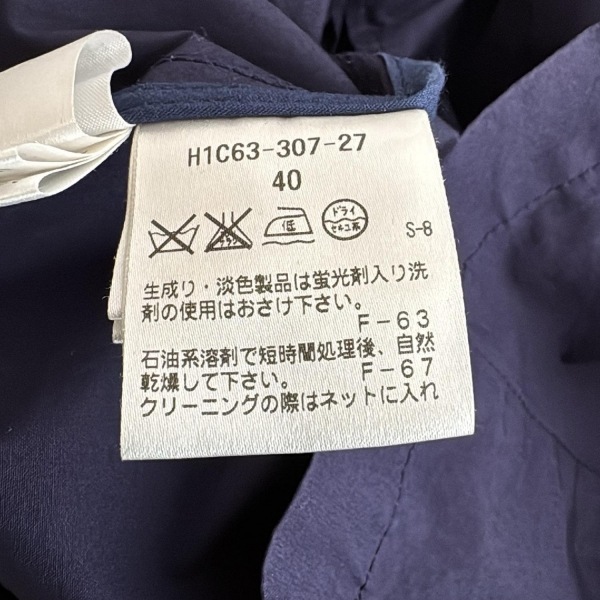 H1C63-307-27
40
低
ドライ
セキユ系
S-8
生成り・淡色製品は蛍光剤入り洗
剤の使用はおさけ下さい。
F-63
石油系溶剤で短時間処理後、自然
乾燥して下さい。 F-67
クリーニングの際はネットに入れ